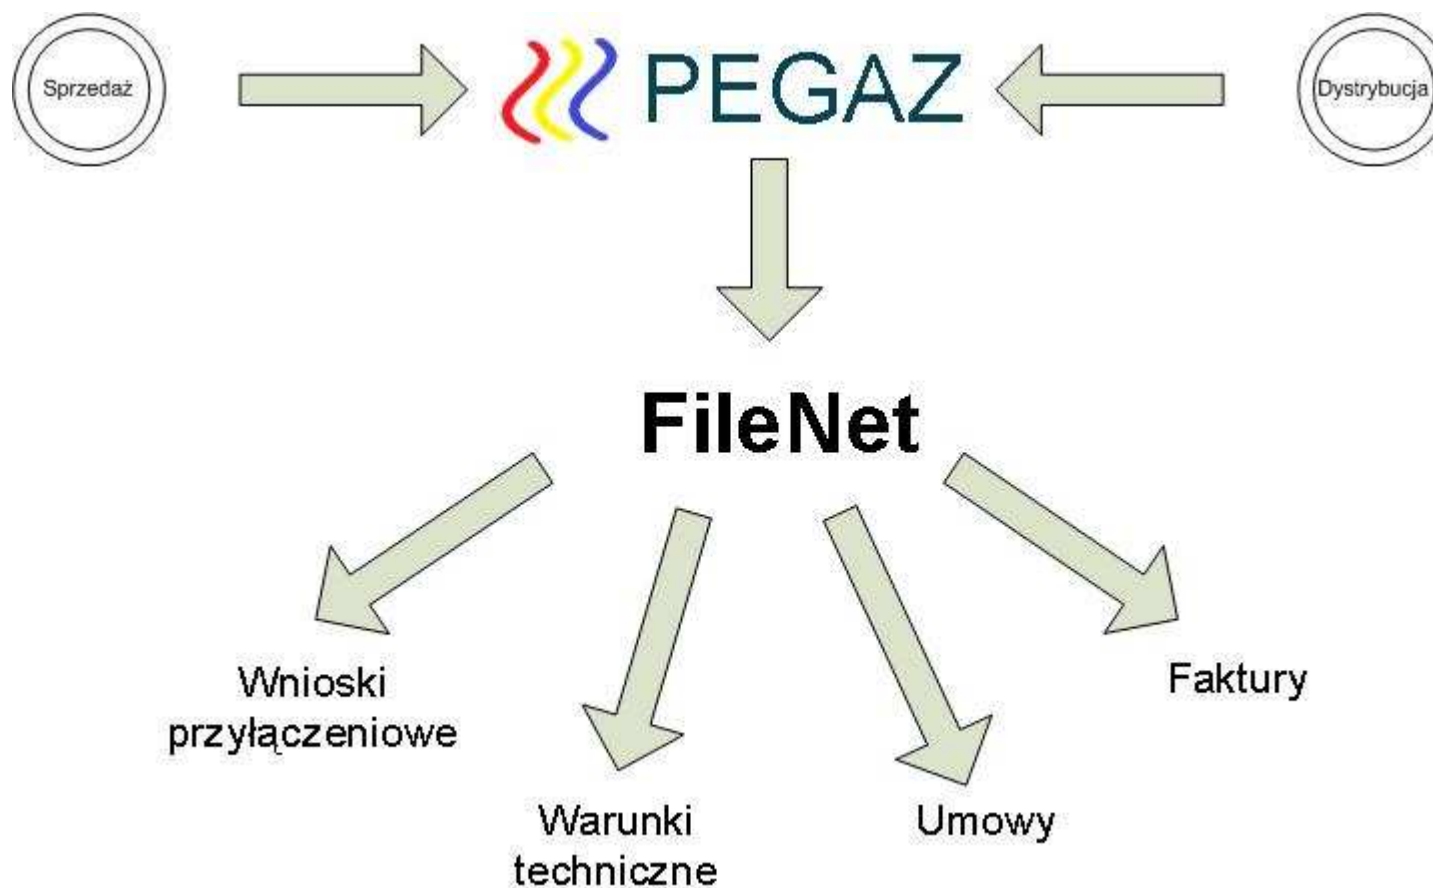 Sprzedaż
PEGAZ
Dystrybucja
FileNet
Wnioski
przyłączeniowe
Warunki
techniczne
Umowy
Faktury